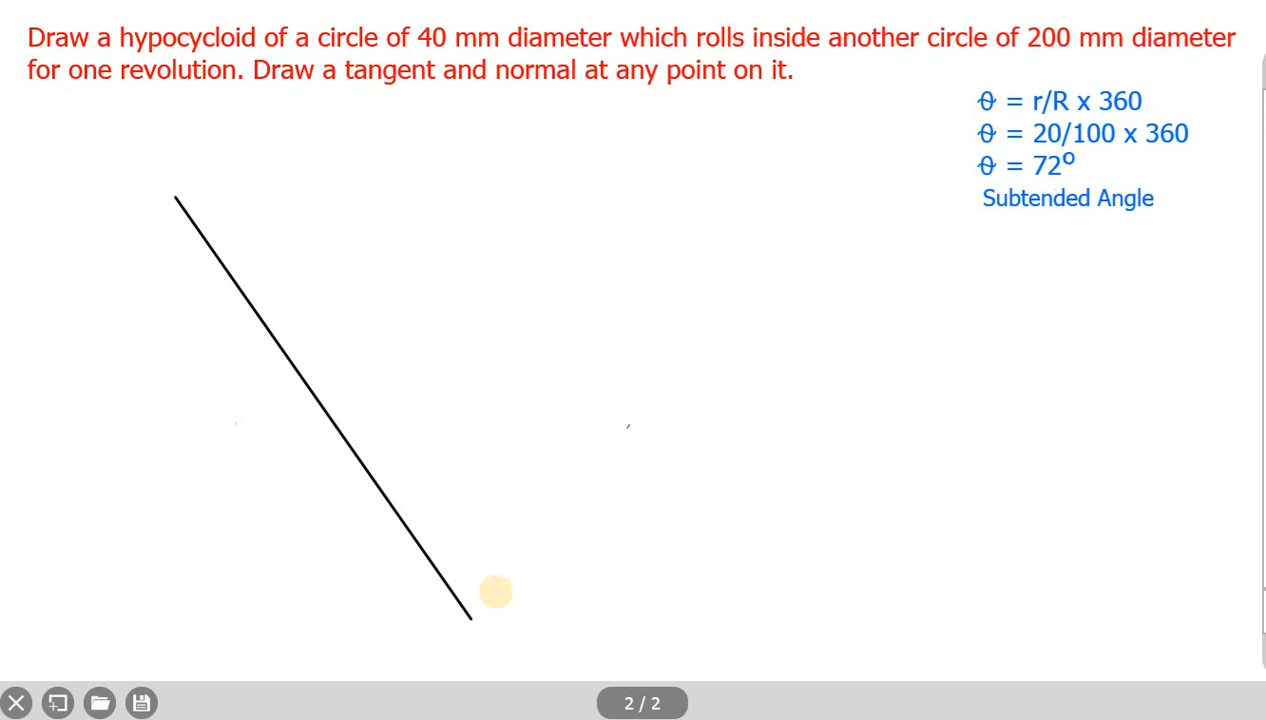 Draw a hypocycloid of a circle of 40 mm diameter which rolls inside another circle of 200 mm diameter
for one revolution. Draw a tangent and normal at any point on it.
θ = r/R x 360
θ = 20/100 x 360
θ = 72º
Subtended Angle
2 / 2